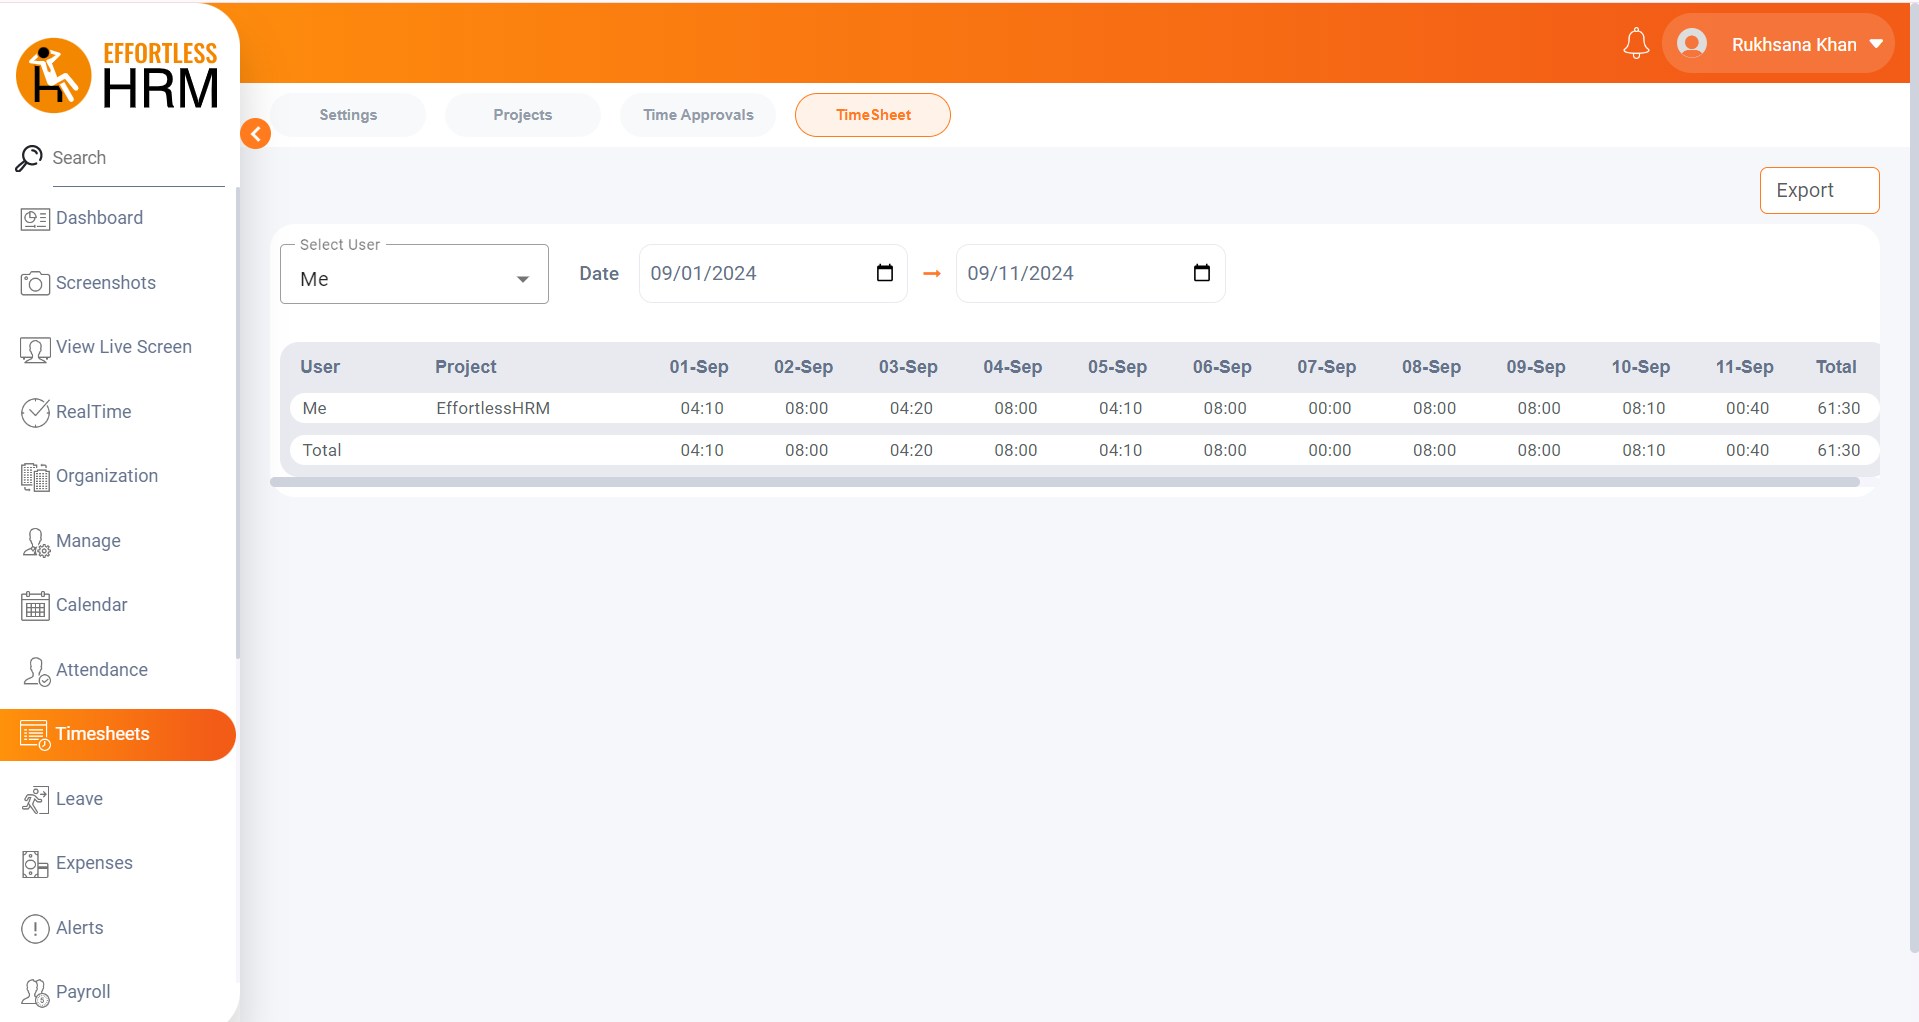 EFFORTLESS
HRM
Rukhsana Khan
Settings Projects Time Approvals TimeSheet
Search
Export
Dashboard
Screenshots
View Live Screen
RealTime
Organization
Manage
Calendar
Attendance
Timesheets
Leave
Expenses
Alerts
Payroll
Select User
Me
Date 09/01/2024 09/11/2024
User Project 01-Sep 02-Sep 03-Sep 04-Sep 05-Sep 06-Sep 07-Sep 08-Sep 09-Sep 10-Sep 11-Sep Total
Me EffortlessHRM 04:10 08:00 04:20 08:00 04:10 08:00 00:00 08:00 08:00 08:10 00:40 61:30
Total 04:10 08:00 04:20 08:00 04:10 08:00 00:00 08:00 08:00 08:10 00:40 61:30